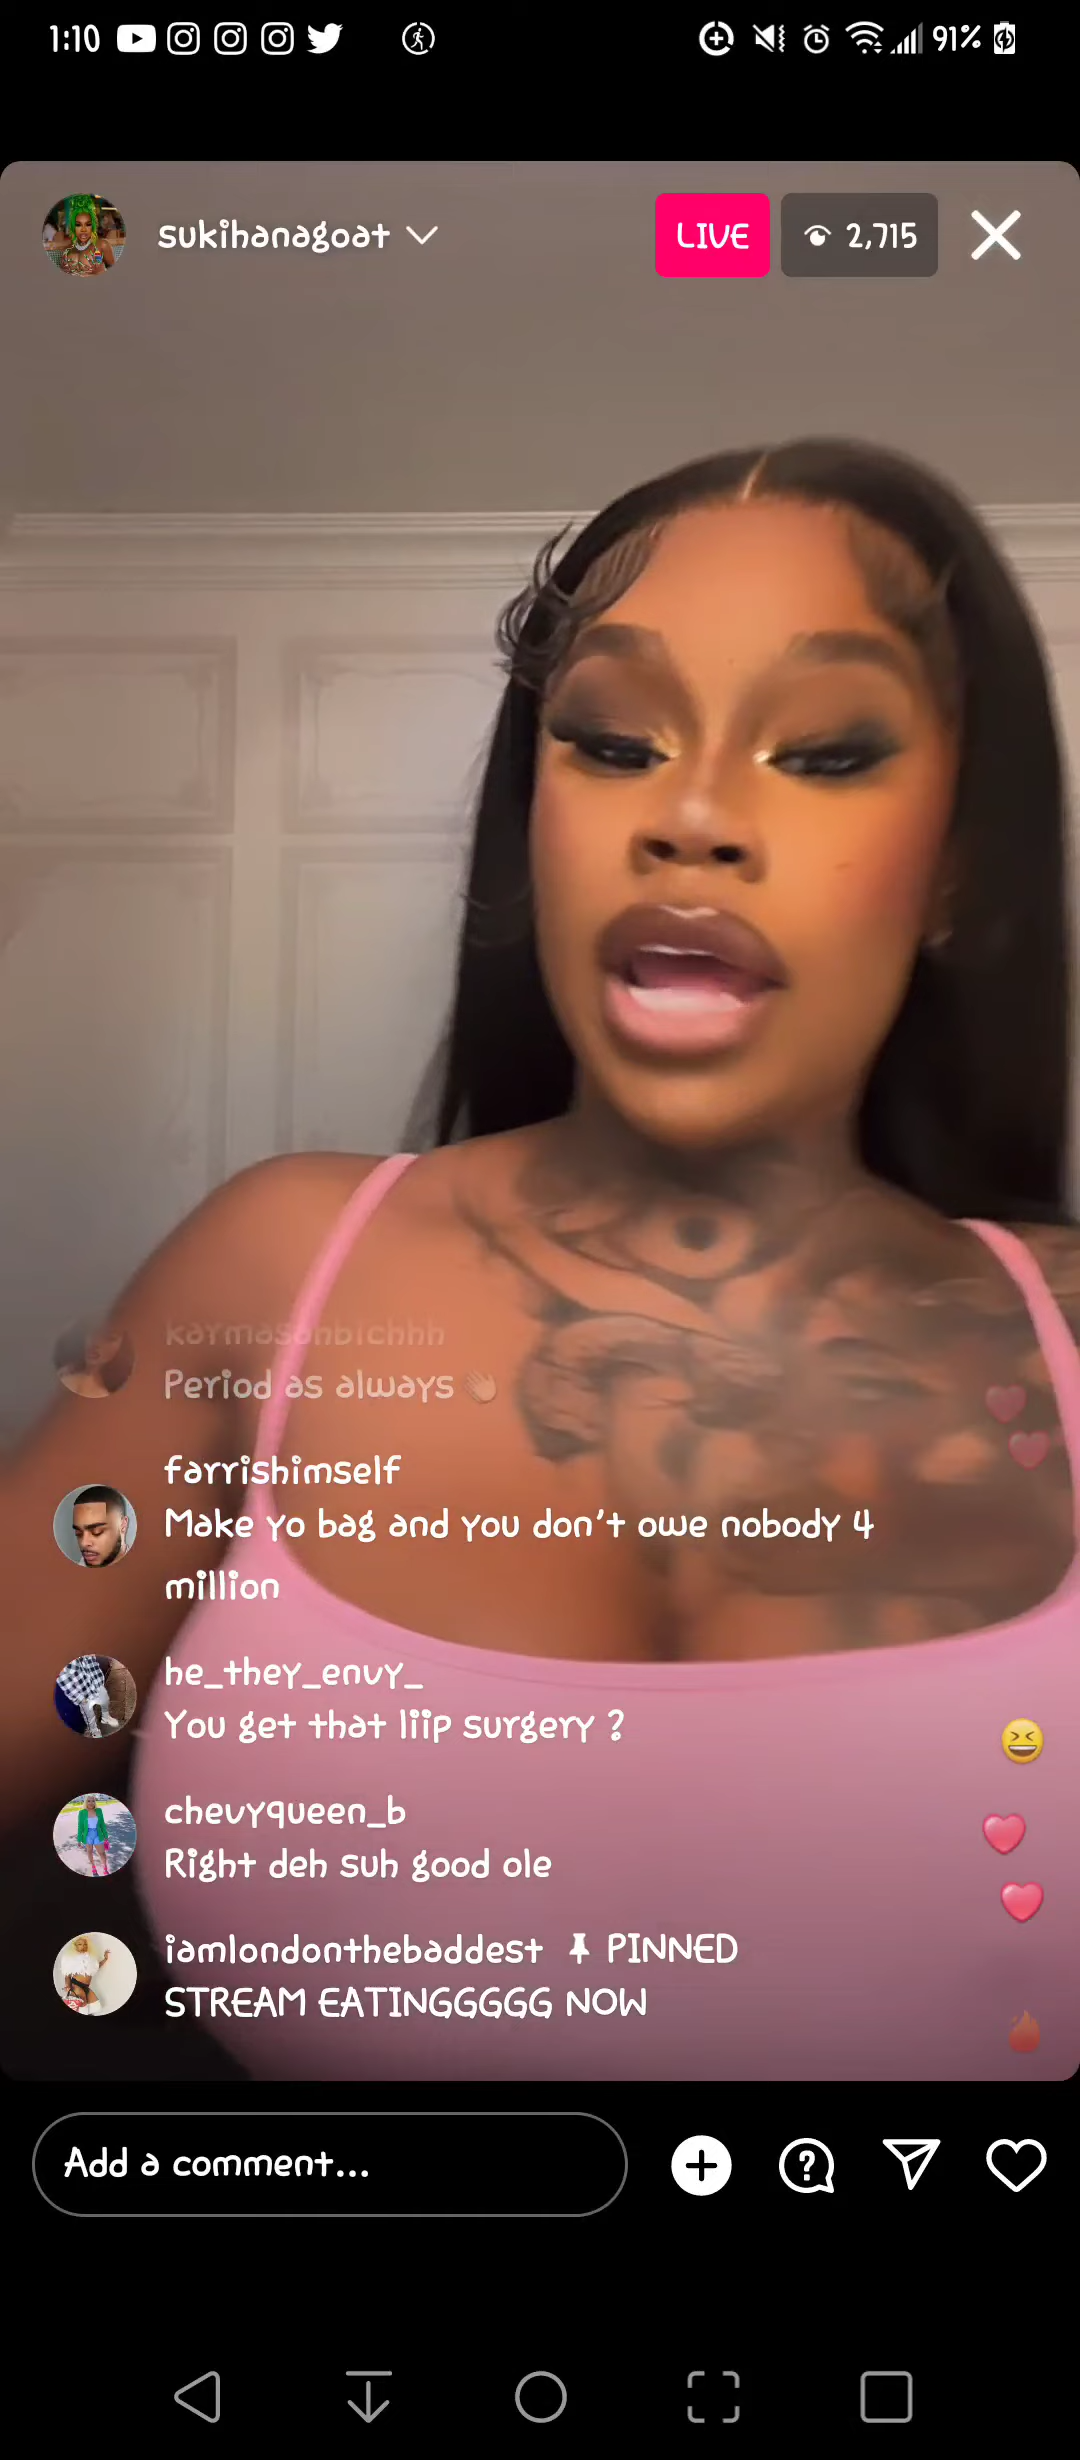 1:10
91%
sukihanagoat
LIVE
2,715
kaymasahbichhh
Period as always
farrishimself
Make yo bag and you don't owe nobody 4
million
he_they_envy_
You get that liip surgery ?
chevyqueen_b
Right deh suh good ole
iamlondonthebaddest PINNED
STREAM EATINGGGGG NOW
Add a comment...